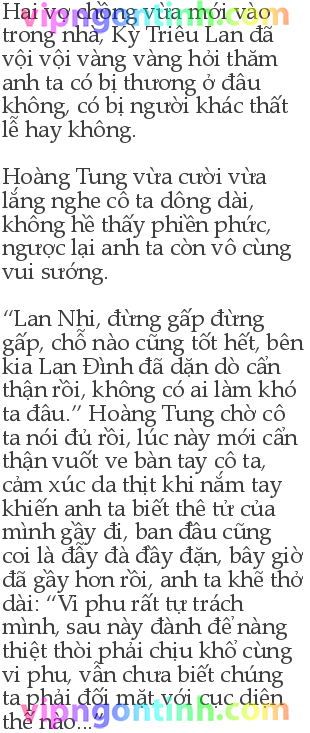 Hai vợ chồng vừa mới vào
vipngontinh.com
trong nhà, Kỳ Triều Lan đã
vội vội vàng vàng hỏi thăm
anh ta có bị thương ở đâu
không, có bị người khác thất
lễ hay không.
Hoàng Tung vừa cười vừa
lắng nghe cô ta dông dài,
không hề thấy phiền phức,
ngược lại anh ta còn vô cùng
vui sướng.
“Lan Nhi, đừng gấp đừng
gấp, chỗ nào cũng tốt hết, bên
kia Lan Đình đã dặn dò cẩn
thận rồi, không có ai làm khó
ta đâu.” Hoàng Tung chờ cô
ta nói đủ rồi, lúc này mới cẩn
thận vuốt ve bàn tay cô ta,
cảm xúc da thịt khi nắm tay
khiến anh ta biết thê tử của
mình gầy đi, ban đầu cũng
coi là đẫy đà đầy đặn, bây giờ
đã gầy hơn rồi, anh ta khẽ thở
dài: “Vi phu rất tự trách
mình, sau này đành để nàng
thiệt thòi phải chịu khổ cùng
vi phu, vẫn chưa biết chúng
ta phải đối mặt với cục diện
vipngontinh.com
thế nào...”